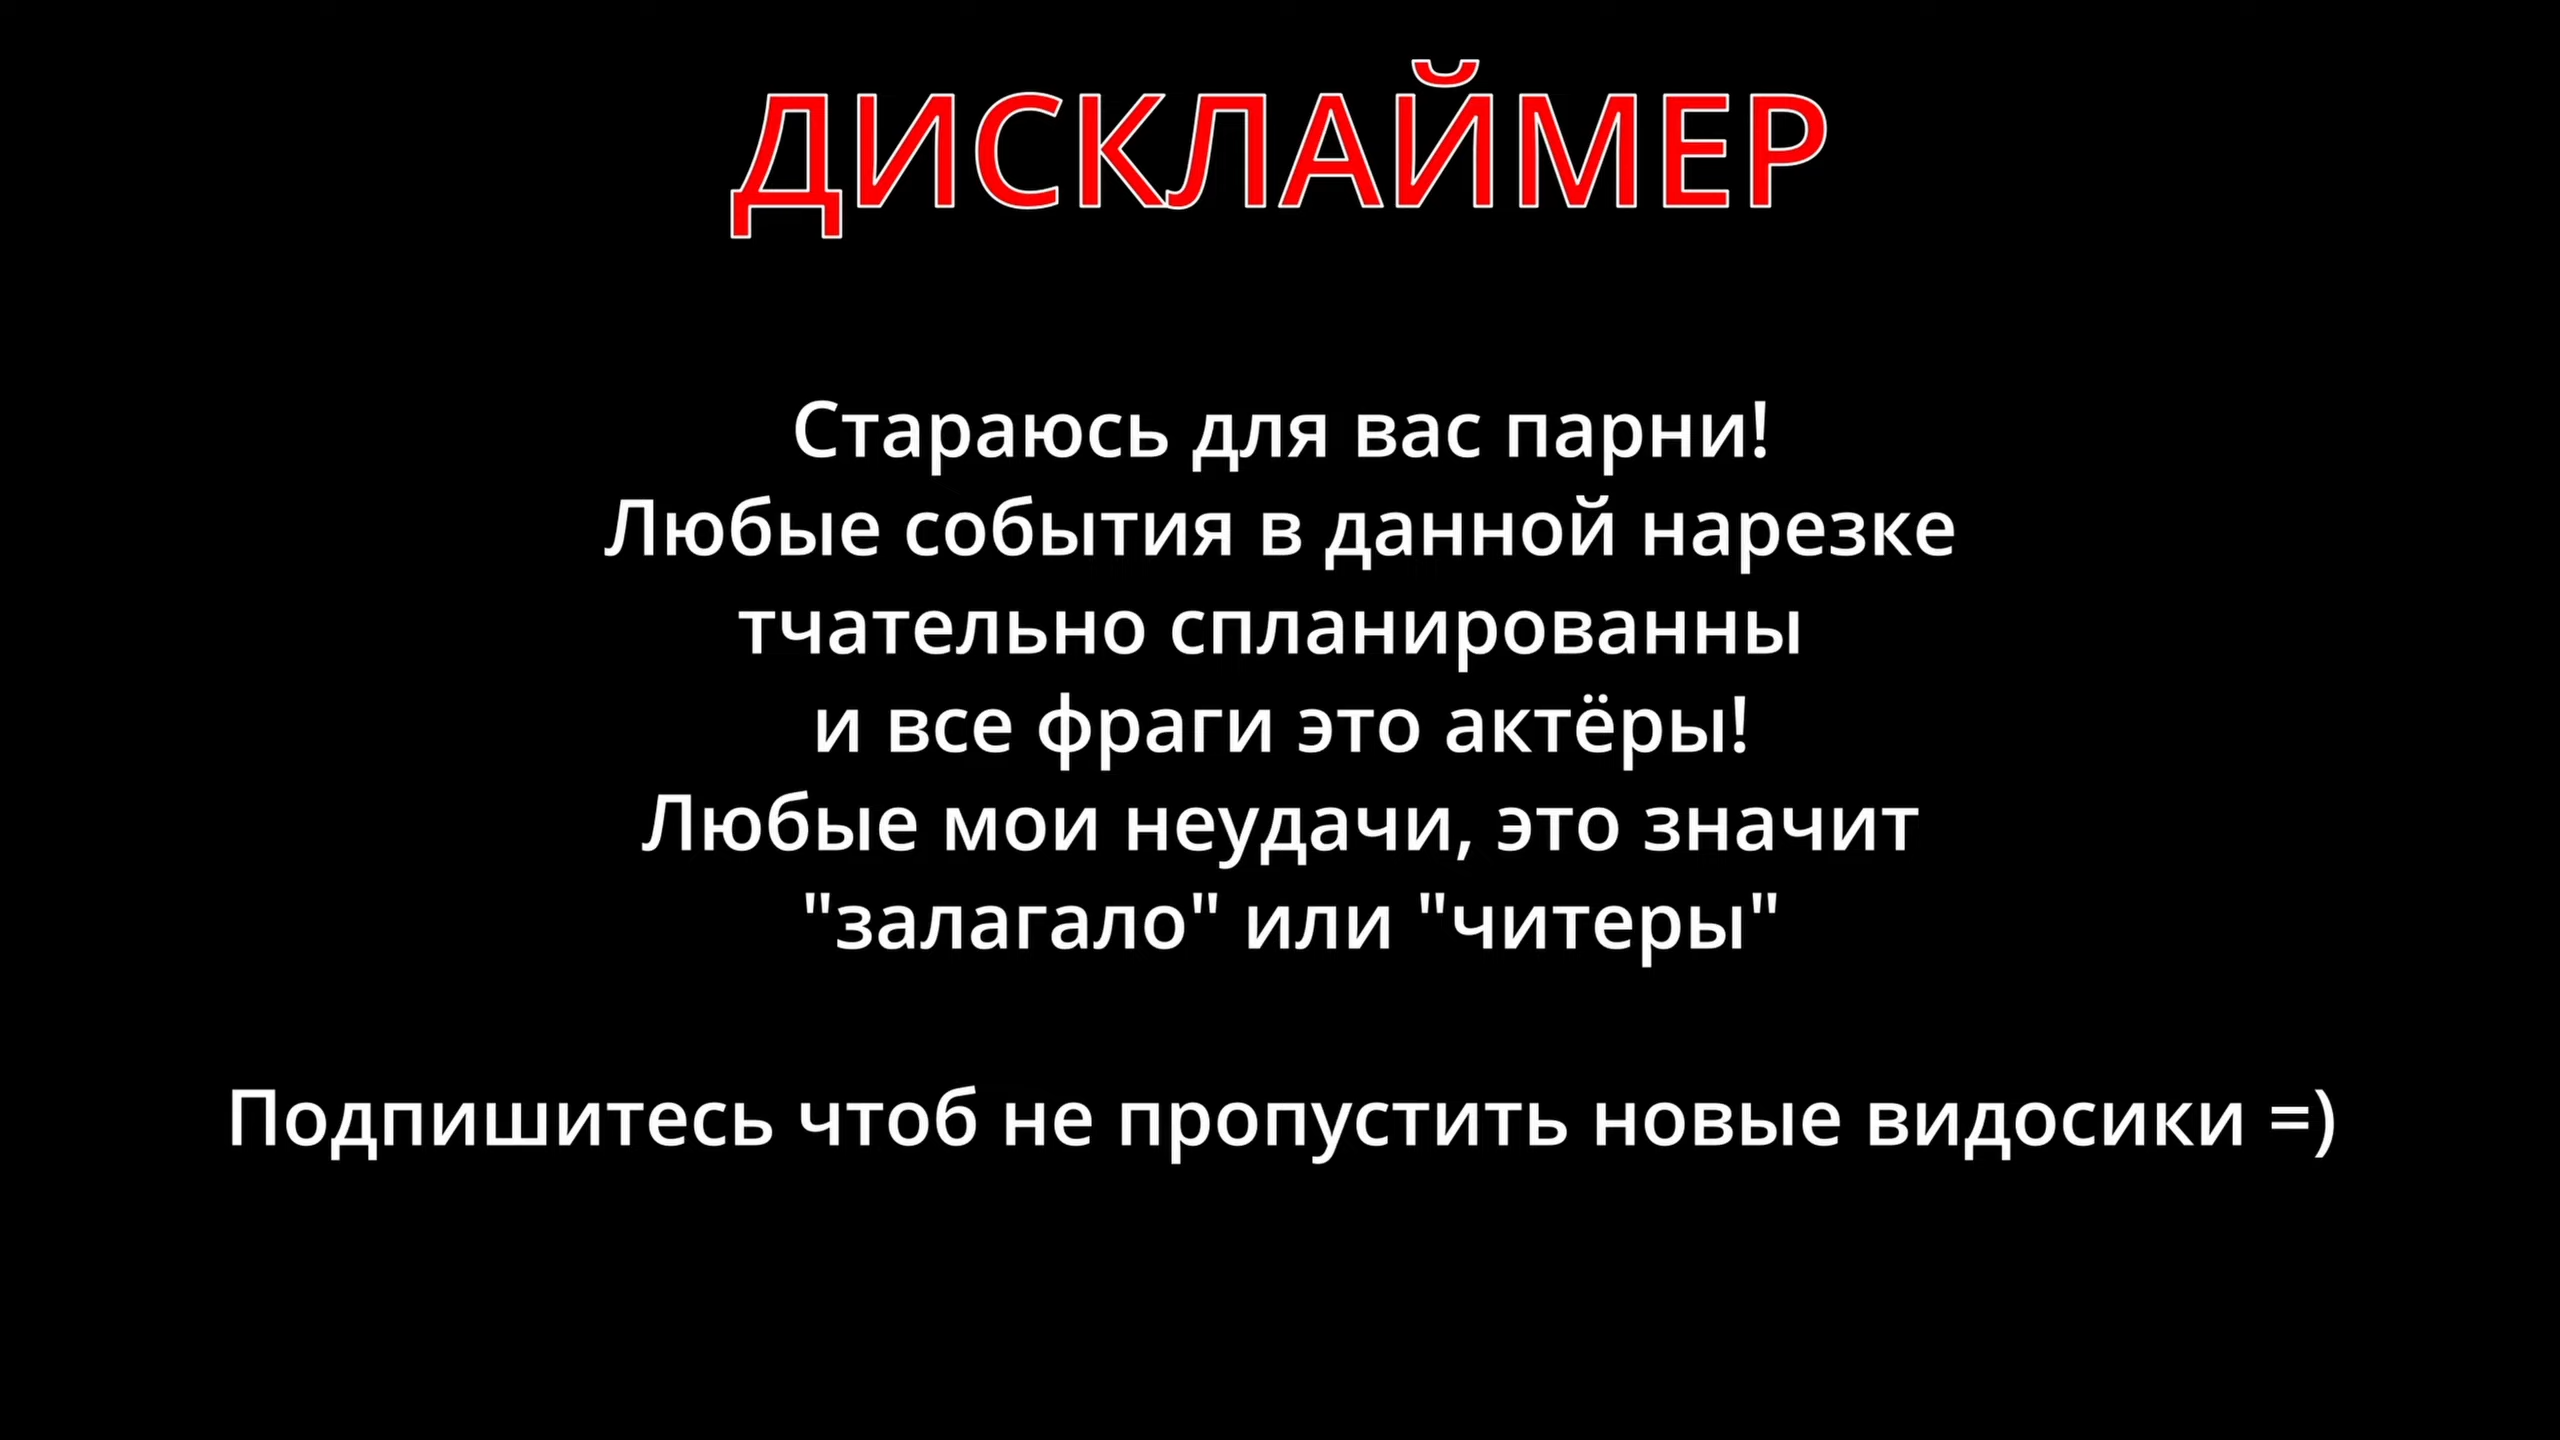 ДИСКЛАЙМЕР
Стараюсь для вас парни!
Любые события в данной нарезке
тчательно спланированны
и все фраги это актёры!
Любые мои неудачи, это значит
"залагало" или "читеры"
Подпишитесь чтоб не пропустить новые видосики =)